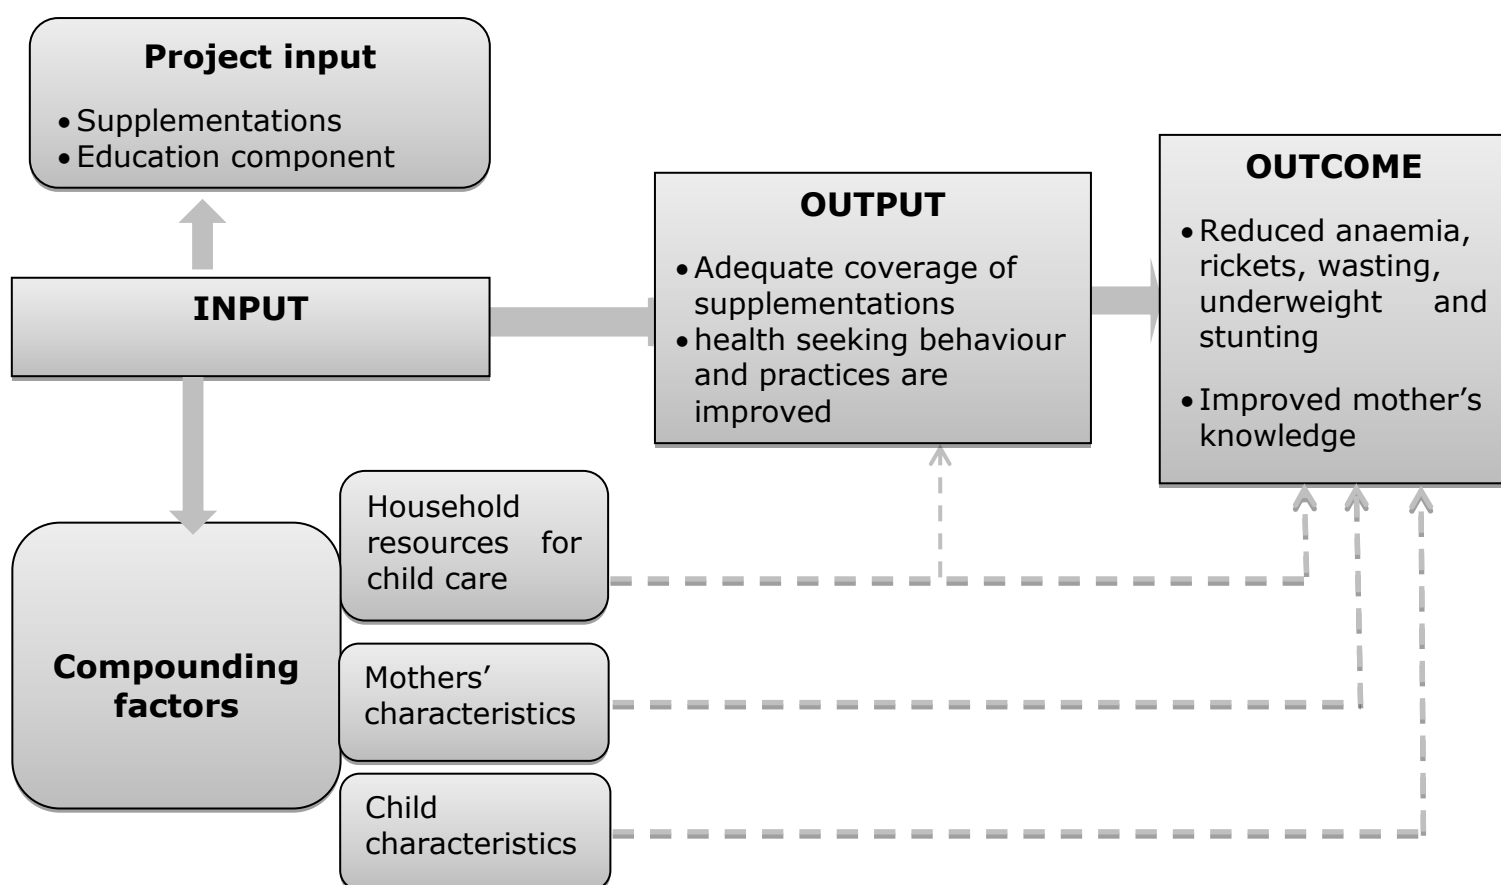 Project input
• Supplementations
• Education component
INPUT
OUTPUT
• Adequate coverage of
supplementations
• health seeking behaviour
and practices are
improved
OUTCOME
• Reduced anaemia,
rickets, wasting,
underweight and
stunting
• Improved mother’s
knowledge
Compounding
factors
Household
resources for
child care
Mothers’
characteristics
Child
characteristics